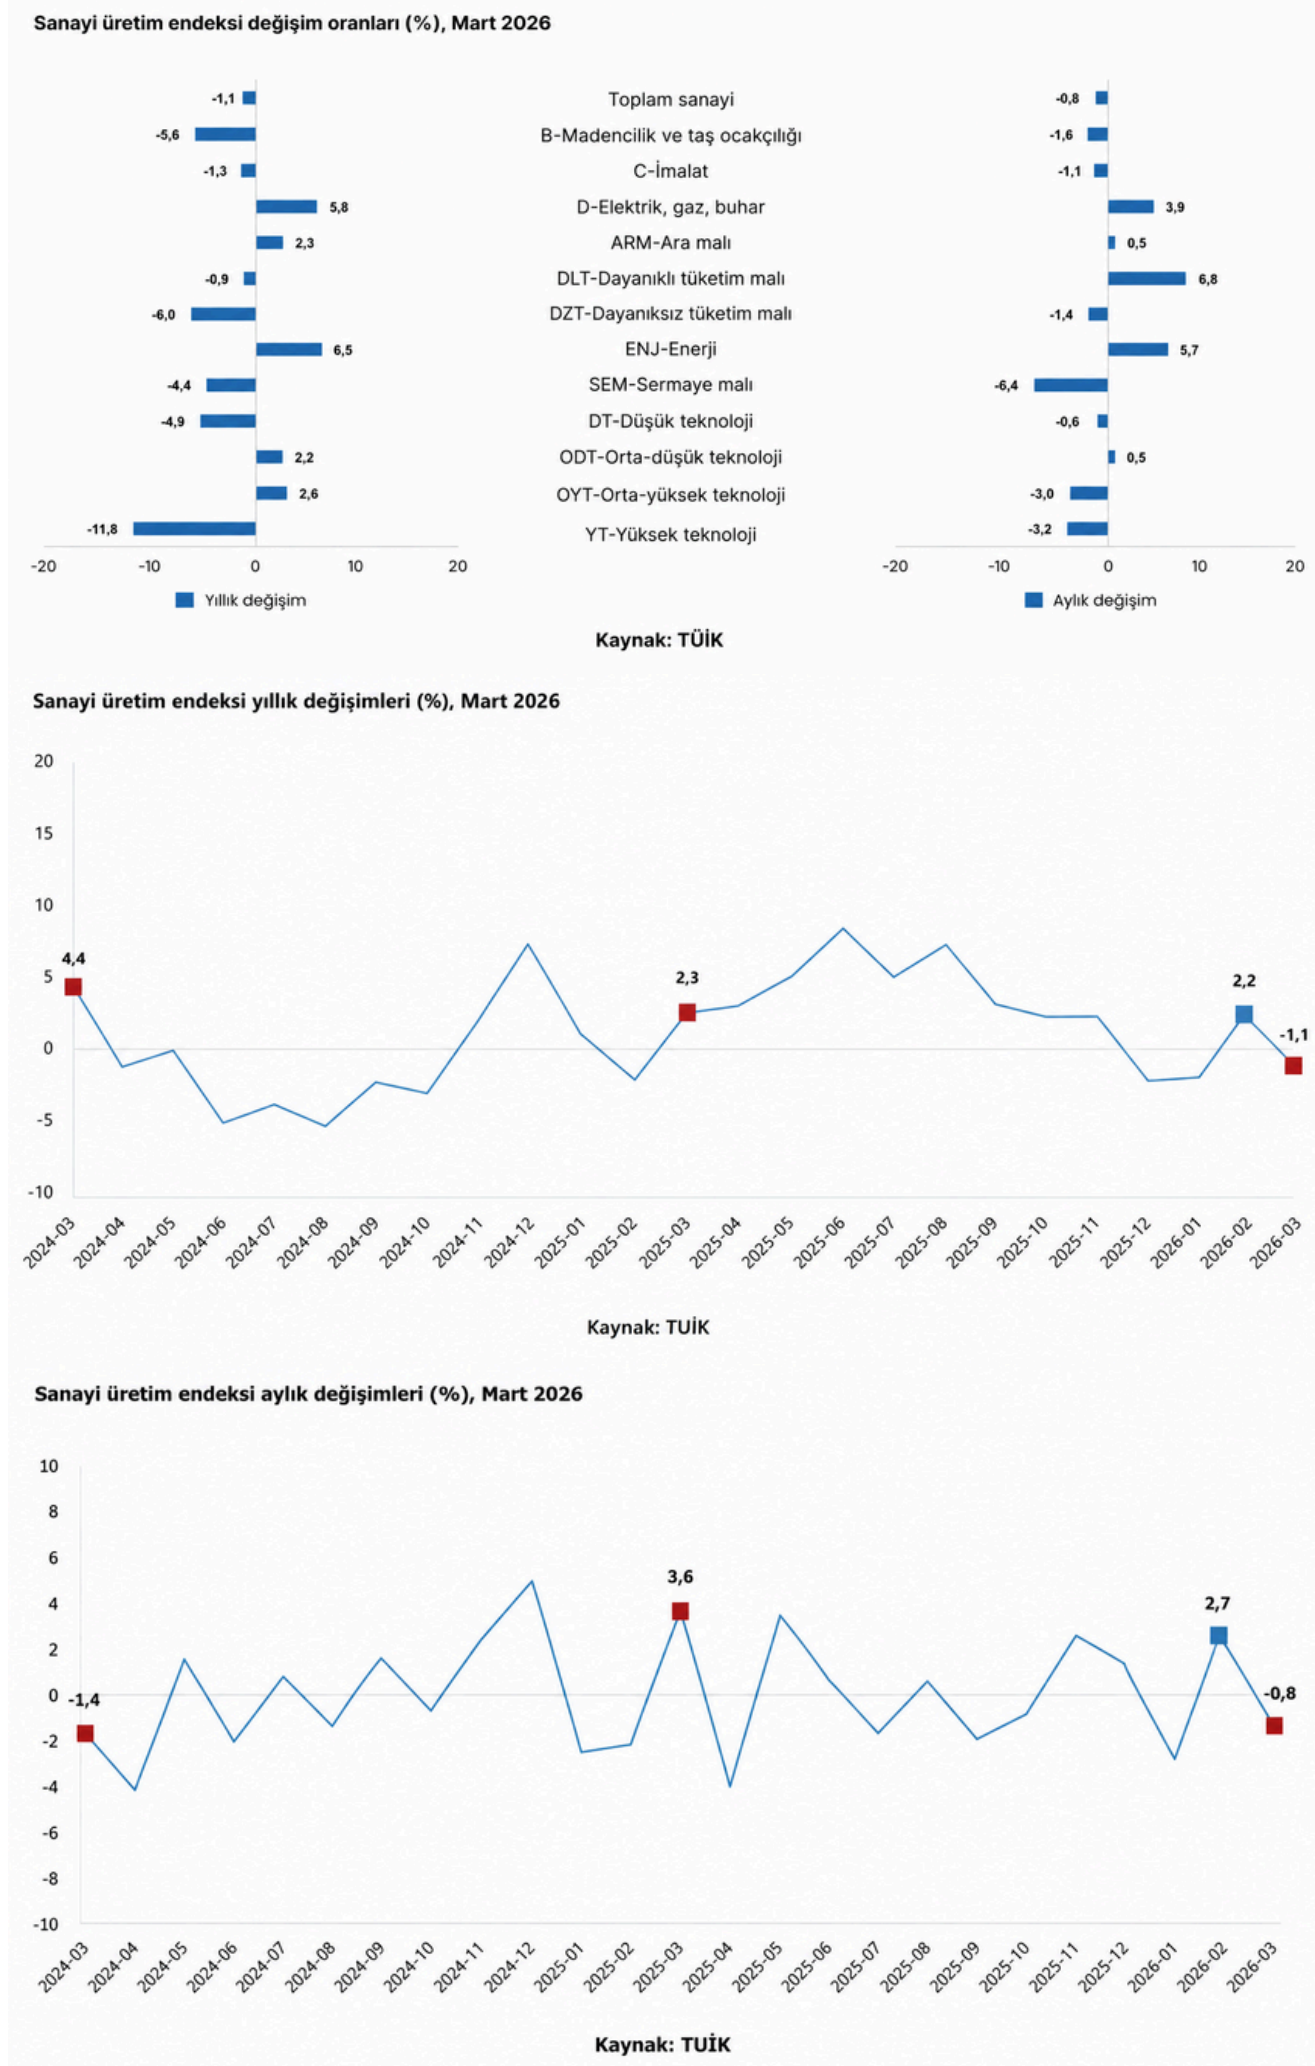 Sanayi üretim endeksi değişim oranları (%), Mart 2026
-1,1 Toplam sanayi -0,8
-5,6 B-Madencilik ve taş ocakçılığı -1,6
-1,3 C-İmalat -1,1
5,8 D-Elektrik, gaz, buhar 3,9
2,3 ARM-Ara malı 0,5
-0,9 DLT-Dayanıklı tüketim malı 6,8
-6,0 DZT-Dayanıksız tüketim malı -1,4
6,5 ENJ-Enerji 5,7
-4,4 SEM-Sermaye malı -6,4
-4,9 DT-Düşük teknoloji -0,6
2,2 ODT-Orta-düşük teknoloji 0,5
2,6 OYT-Orta-yüksek teknoloji -3,0
-11,8 YT-Yüksek teknoloji -3,2
-20 -10 0 10 20 -20 -10 0 10 20
Yıllık değişim Aylık değişim
Kaynak: TÜİK
Sanayi üretim endeksi yıllık değişimleri (%), Mart 2026
20
15
10
4,4
5
2,3
2,2
0
-1,1
-5
-10
2024-03 2024-04 2024-05 2024-06 2024-07 2024-08 2024-09 2024-10 2024-11 2024-12 2025-01 2025-02 2025-03 2025-04 2025-05 2025-06 2025-07 2025-08 2025-09 2025-10 2025-11 2025-12 2026-01 2026-02 2026-03
Kaynak: TUİK
Sanayi üretim endeksi aylık değişimleri (%), Mart 2026
10
8
6
3,6
4
2,7
2
0
-1,4
-0,8
-2
-4
-6
-8
-10
2024-03 2024-04 2024-05 2024-06 2024-07 2024-08 2024-09 2024-10 2024-11 2024-12 2025-01 2025-02 2025-03 2025-04 2025-05 2025-06 2025-07 2025-08 2025-09 2025-10 2025-11 2025-12 2026-01 2026-02 2026-03
Kaynak: TUİK